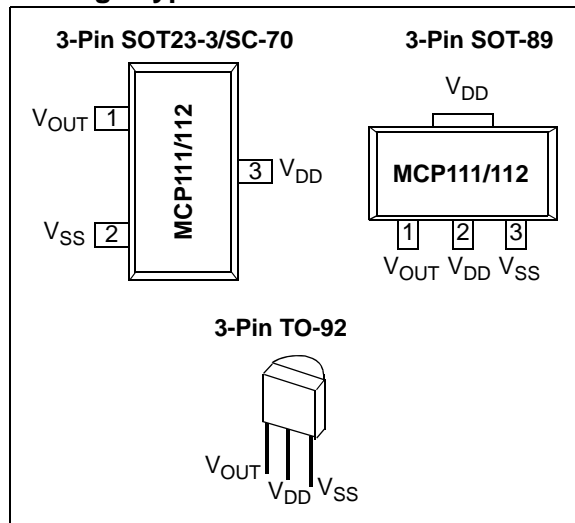 3-Pin SOT23-3/SC-70
VOUT 1
VSS 2
MCP111/112
3 VDD
3-Pin SOT-89
VDD
MCP111/112
1 2 3
VOUT VDD VSS
3-Pin TO-92
VOUT VDD VSS